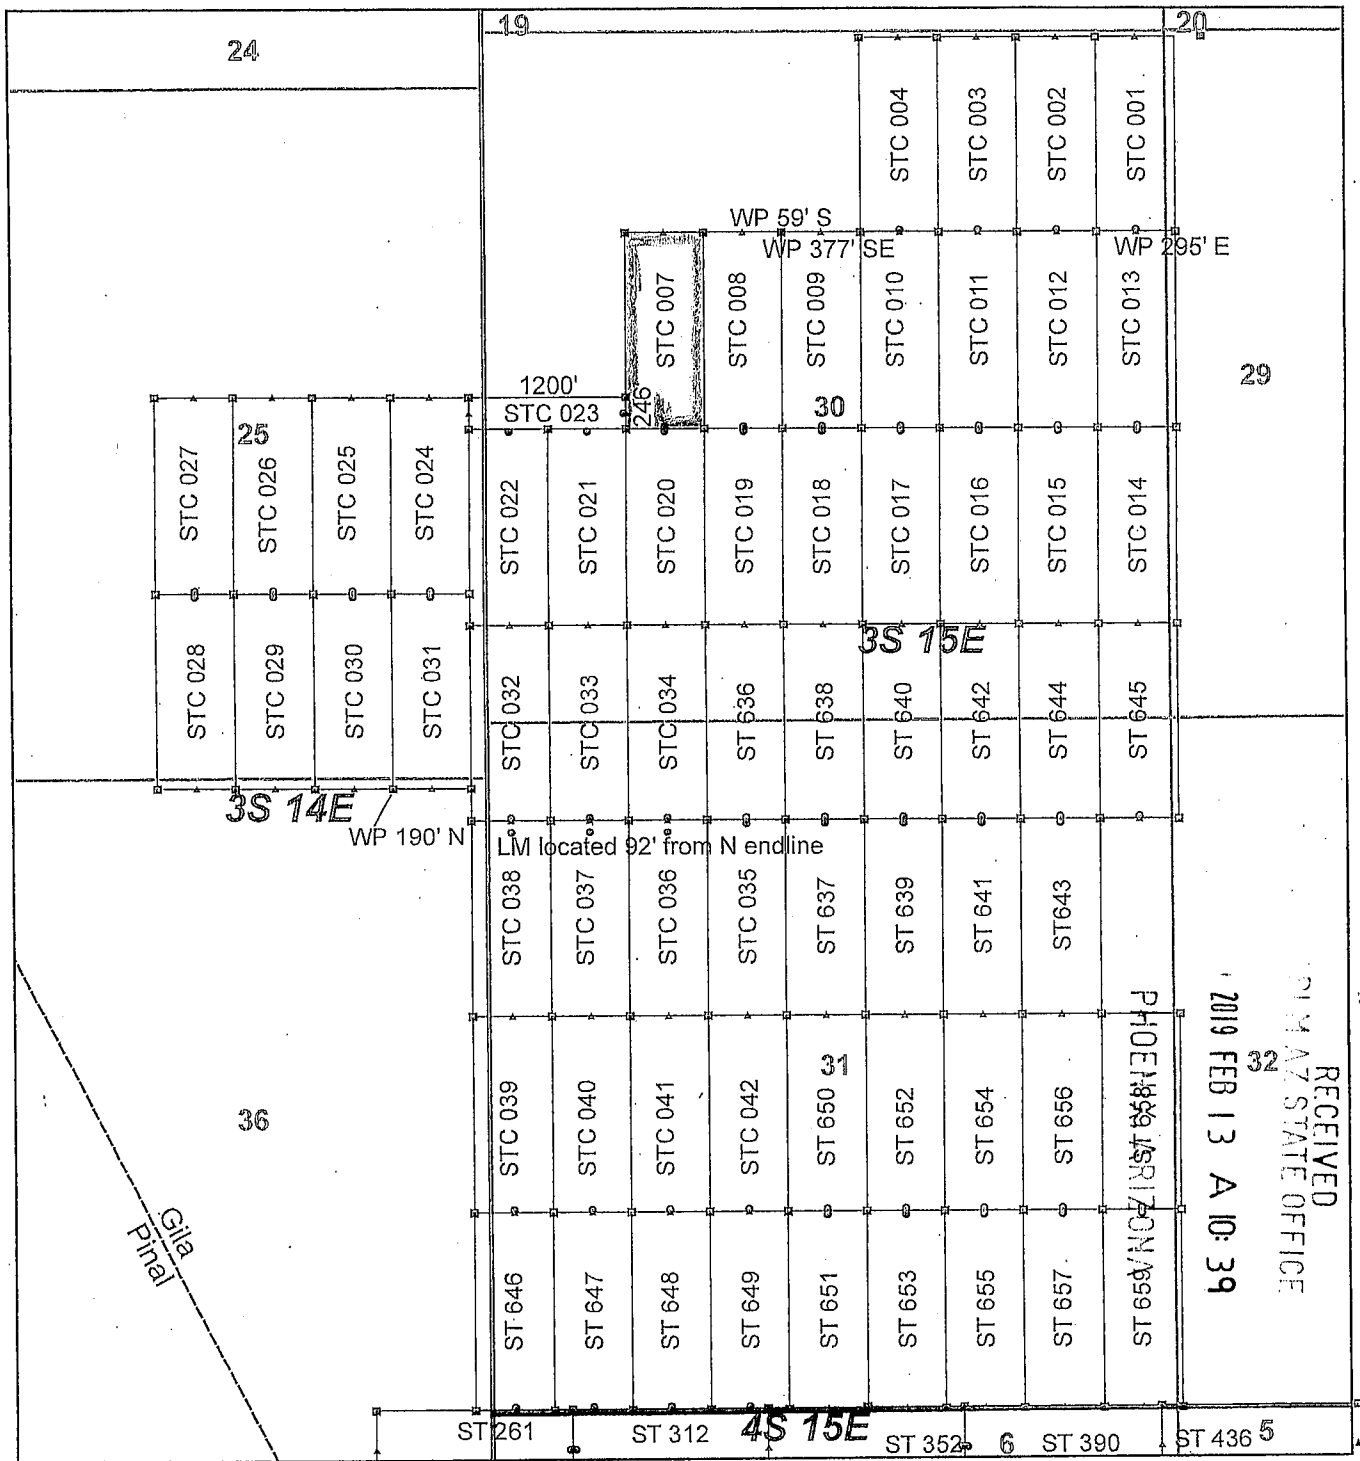 24
19
20
STC 004
STC 003
STC 002
STC 001
WP 59' S
WP 377' SE
WP 295' E
STC 007
STC 008
STC 009
STC 010
STC 011
STC 012
STC 013
29
1200'
STC 023
246
30
25
STC 027
STC 026
STC 025
STC 024
STC 022
STC 021
STC 020
STC 019
STC 018
STC 017
STC 016
STC 015
STC 014
3S 15E
STC 028
STC 029
STC 030
STC 031
STC 032
STC 033
STC 034
ST 636
ST 638
ST 640
ST 642
ST 644
ST 645
3S 14E
WP 190' N
LM located 92' from N endline
STC 038
STC 037
STC 036
STC 035
ST 637
ST 639
ST 641
ST643
31
32
36
STC 039
STC 040
STC 041
STC 042
ST 650
ST 652
ST 654
ST 656
ST 658
RECEIVED
AZ STATE OFFICE
2019 FEB 13 A 10:39
PHOENIX, ARIZONA
Gila
Pinal
ST 646
ST 647
ST 648
ST 649
ST 651
ST 653
ST 655
ST 657
ST 659
ST 261
ST 312
4S 15E
ST 352
6
ST 390
ST 436
5